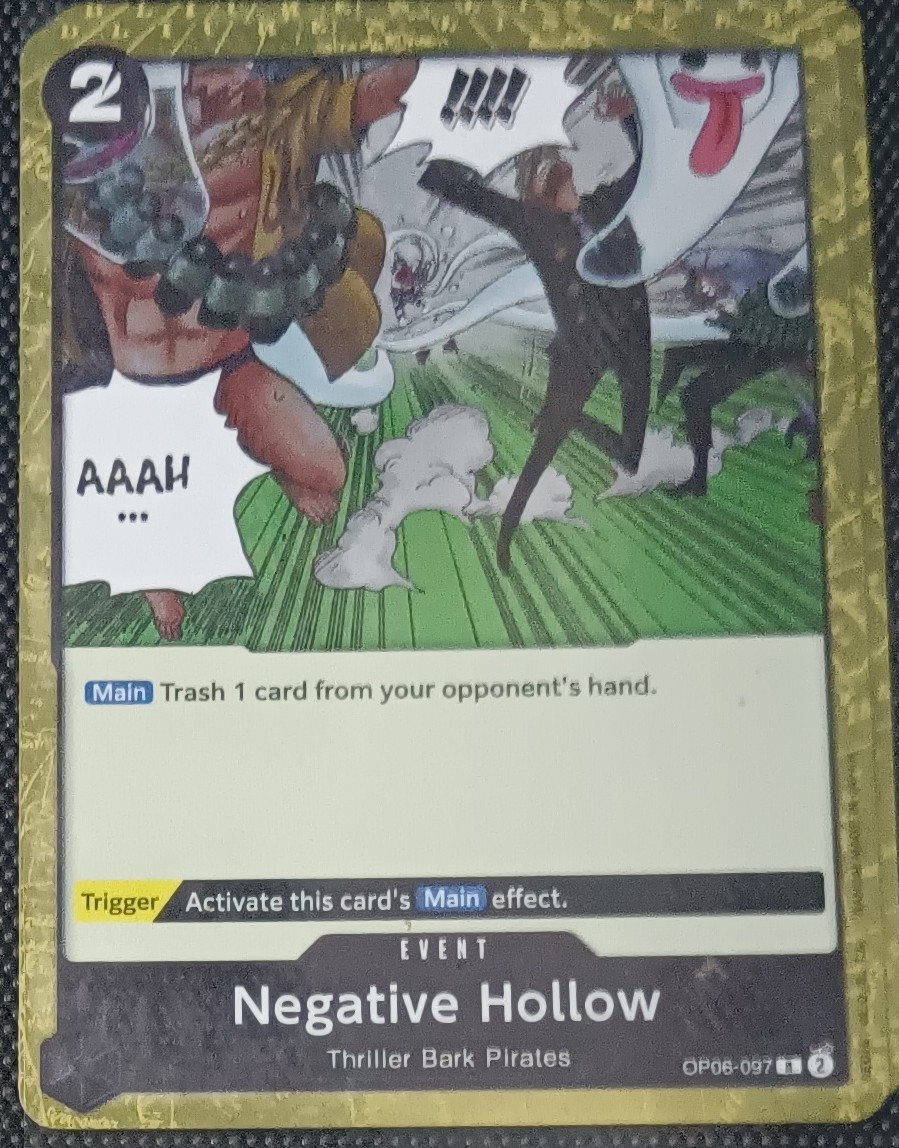 2
!!!!
AAAH
...
Main Trash 1 card from your opponent's hand.
Trigger Activate this card's Main effect.
EVENT
Negative Hollow
Thriller Bark Pirates
OP06-097 R 2